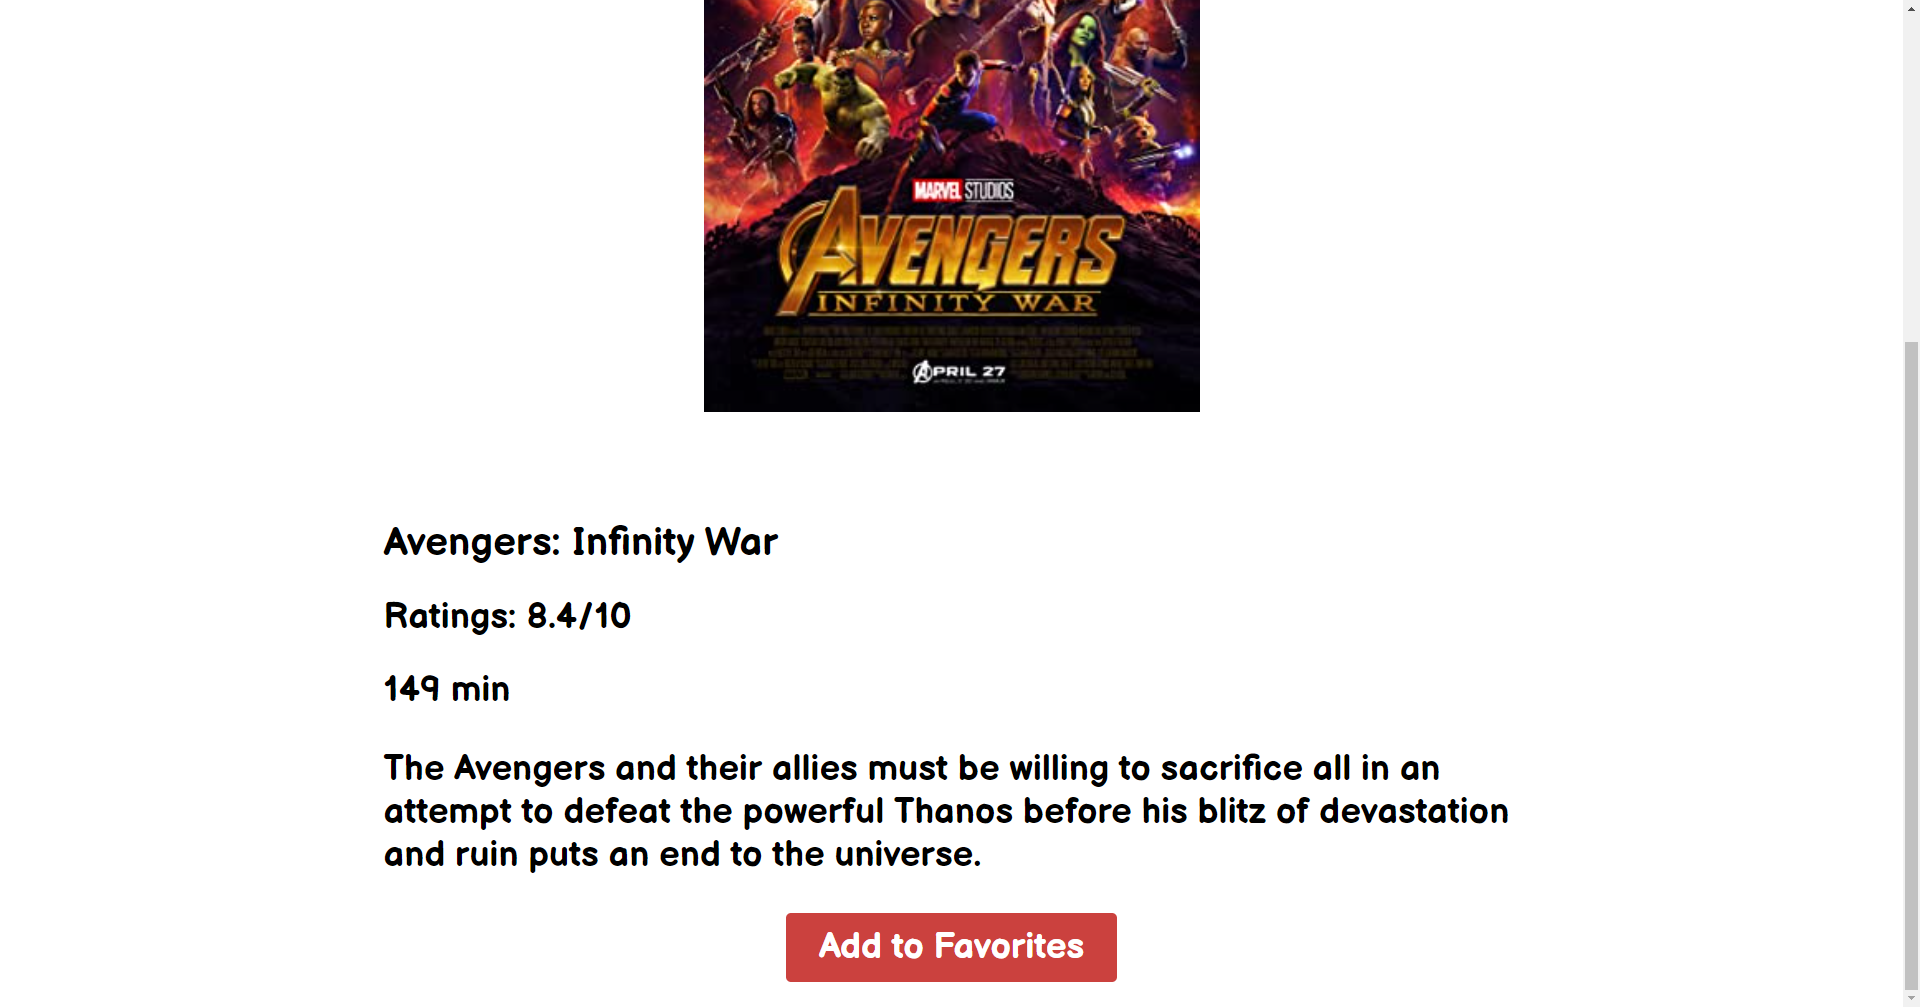 MARVEL STUDIOS
AVENGERS
INFINITY WAR
APRIL 27
Avengers: Infinity War
Ratings: 8.4/10
149 min
The Avengers and their allies must be willing to sacrifice all in an
attempt to defeat the powerful Thanos before his blitz of devastation
and ruin puts an end to the universe.
Add to Favorites